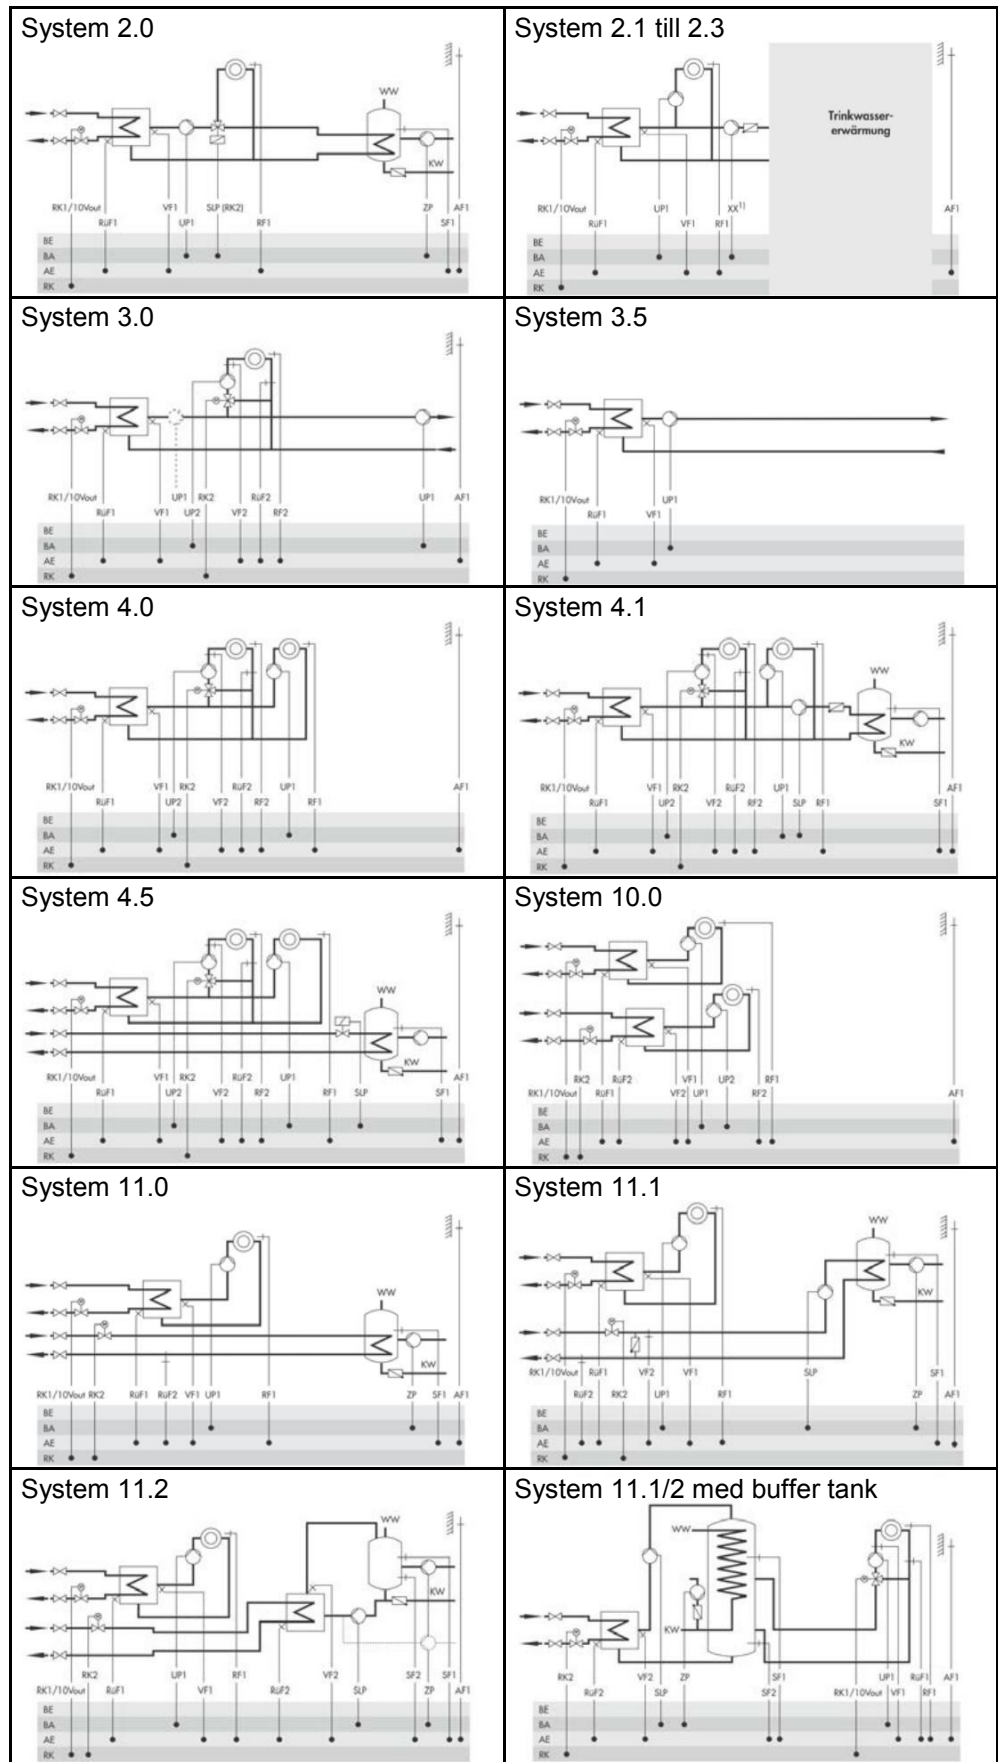 System 2.0
WW
KW
RK1/10Vout
VF1
SLP (RK2)
ZP
AF1
RüF1
UP1
RF1
SF1
BE
BA
AE
RK
System 2.1 till 2.3
Trinkwasser-
erwärmung
RK1/10Vout
UP1
XX1)
AF1
RüF1
VF1
RF1
BE
BA
AE
RK
System 3.0
RK1/10Vout
UP1
RK2
RüF2
UP1
AF1
RüF1
VF1
UP2
VF2
RF2
BE
BA
AE
RK
System 3.5
RK1/10Vout
UP1
RüF1
VF1
BE
BA
AE
RK
System 4.0
RK1/10Vout
VF1
RK2
RüF2
UP1
AF1
RüF1
UP2
VF2
RF2
RF1
BE
BA
AE
RK
System 4.1
WW
KW
RK1/10Vout
VF1
RK2
RüF2
UP1
AF1
RüF1
UP2
VF2
RF2
SLP
RF1
SF1
BE
BA
AE
RK
System 4.5
WW
KW
RK1/10Vout
VF1
RK2
RüF2
UP1
AF1
RüF1
UP2
VF2
RF2
RF1
SLP
SF1
BE
BA
AE
RK
System 10.0
RK2
RüF2
VF1
UP2
RF1
RK1/10Vout
RüF1
VF2
UP1
RF2
AF1
BE
BA
AE
RK
System 11.0
WW
KW
RK1/10Vout
RK2
RüF1
RüF2
VF1
UP1
RF1
ZP
SF1
AF1
BE
BA
AE
RK
System 11.1
WW
KW
RK1/10Vout
RüF1
VF2
VF1
SLP
SF1
RüF2
RK2
UP1
RF1
ZP
AF1
BE
BA
AE
RK
System 11.2
WW
KW
RK2
UP1
RF1
VF2
SF2
SF1
RK1/10Vout
RüF1
VF1
RüF2
SLP
ZP
AF1
BE
BA
AE
RK
System 11.1/2 med buffer tank
WW
KW
RK2
VF2
ZP
SF1
UP1
RüF1
AF1
RüF2
SLP
SF2
RK1/10Vout
VF1
RF1
BE
BA
AE
RK